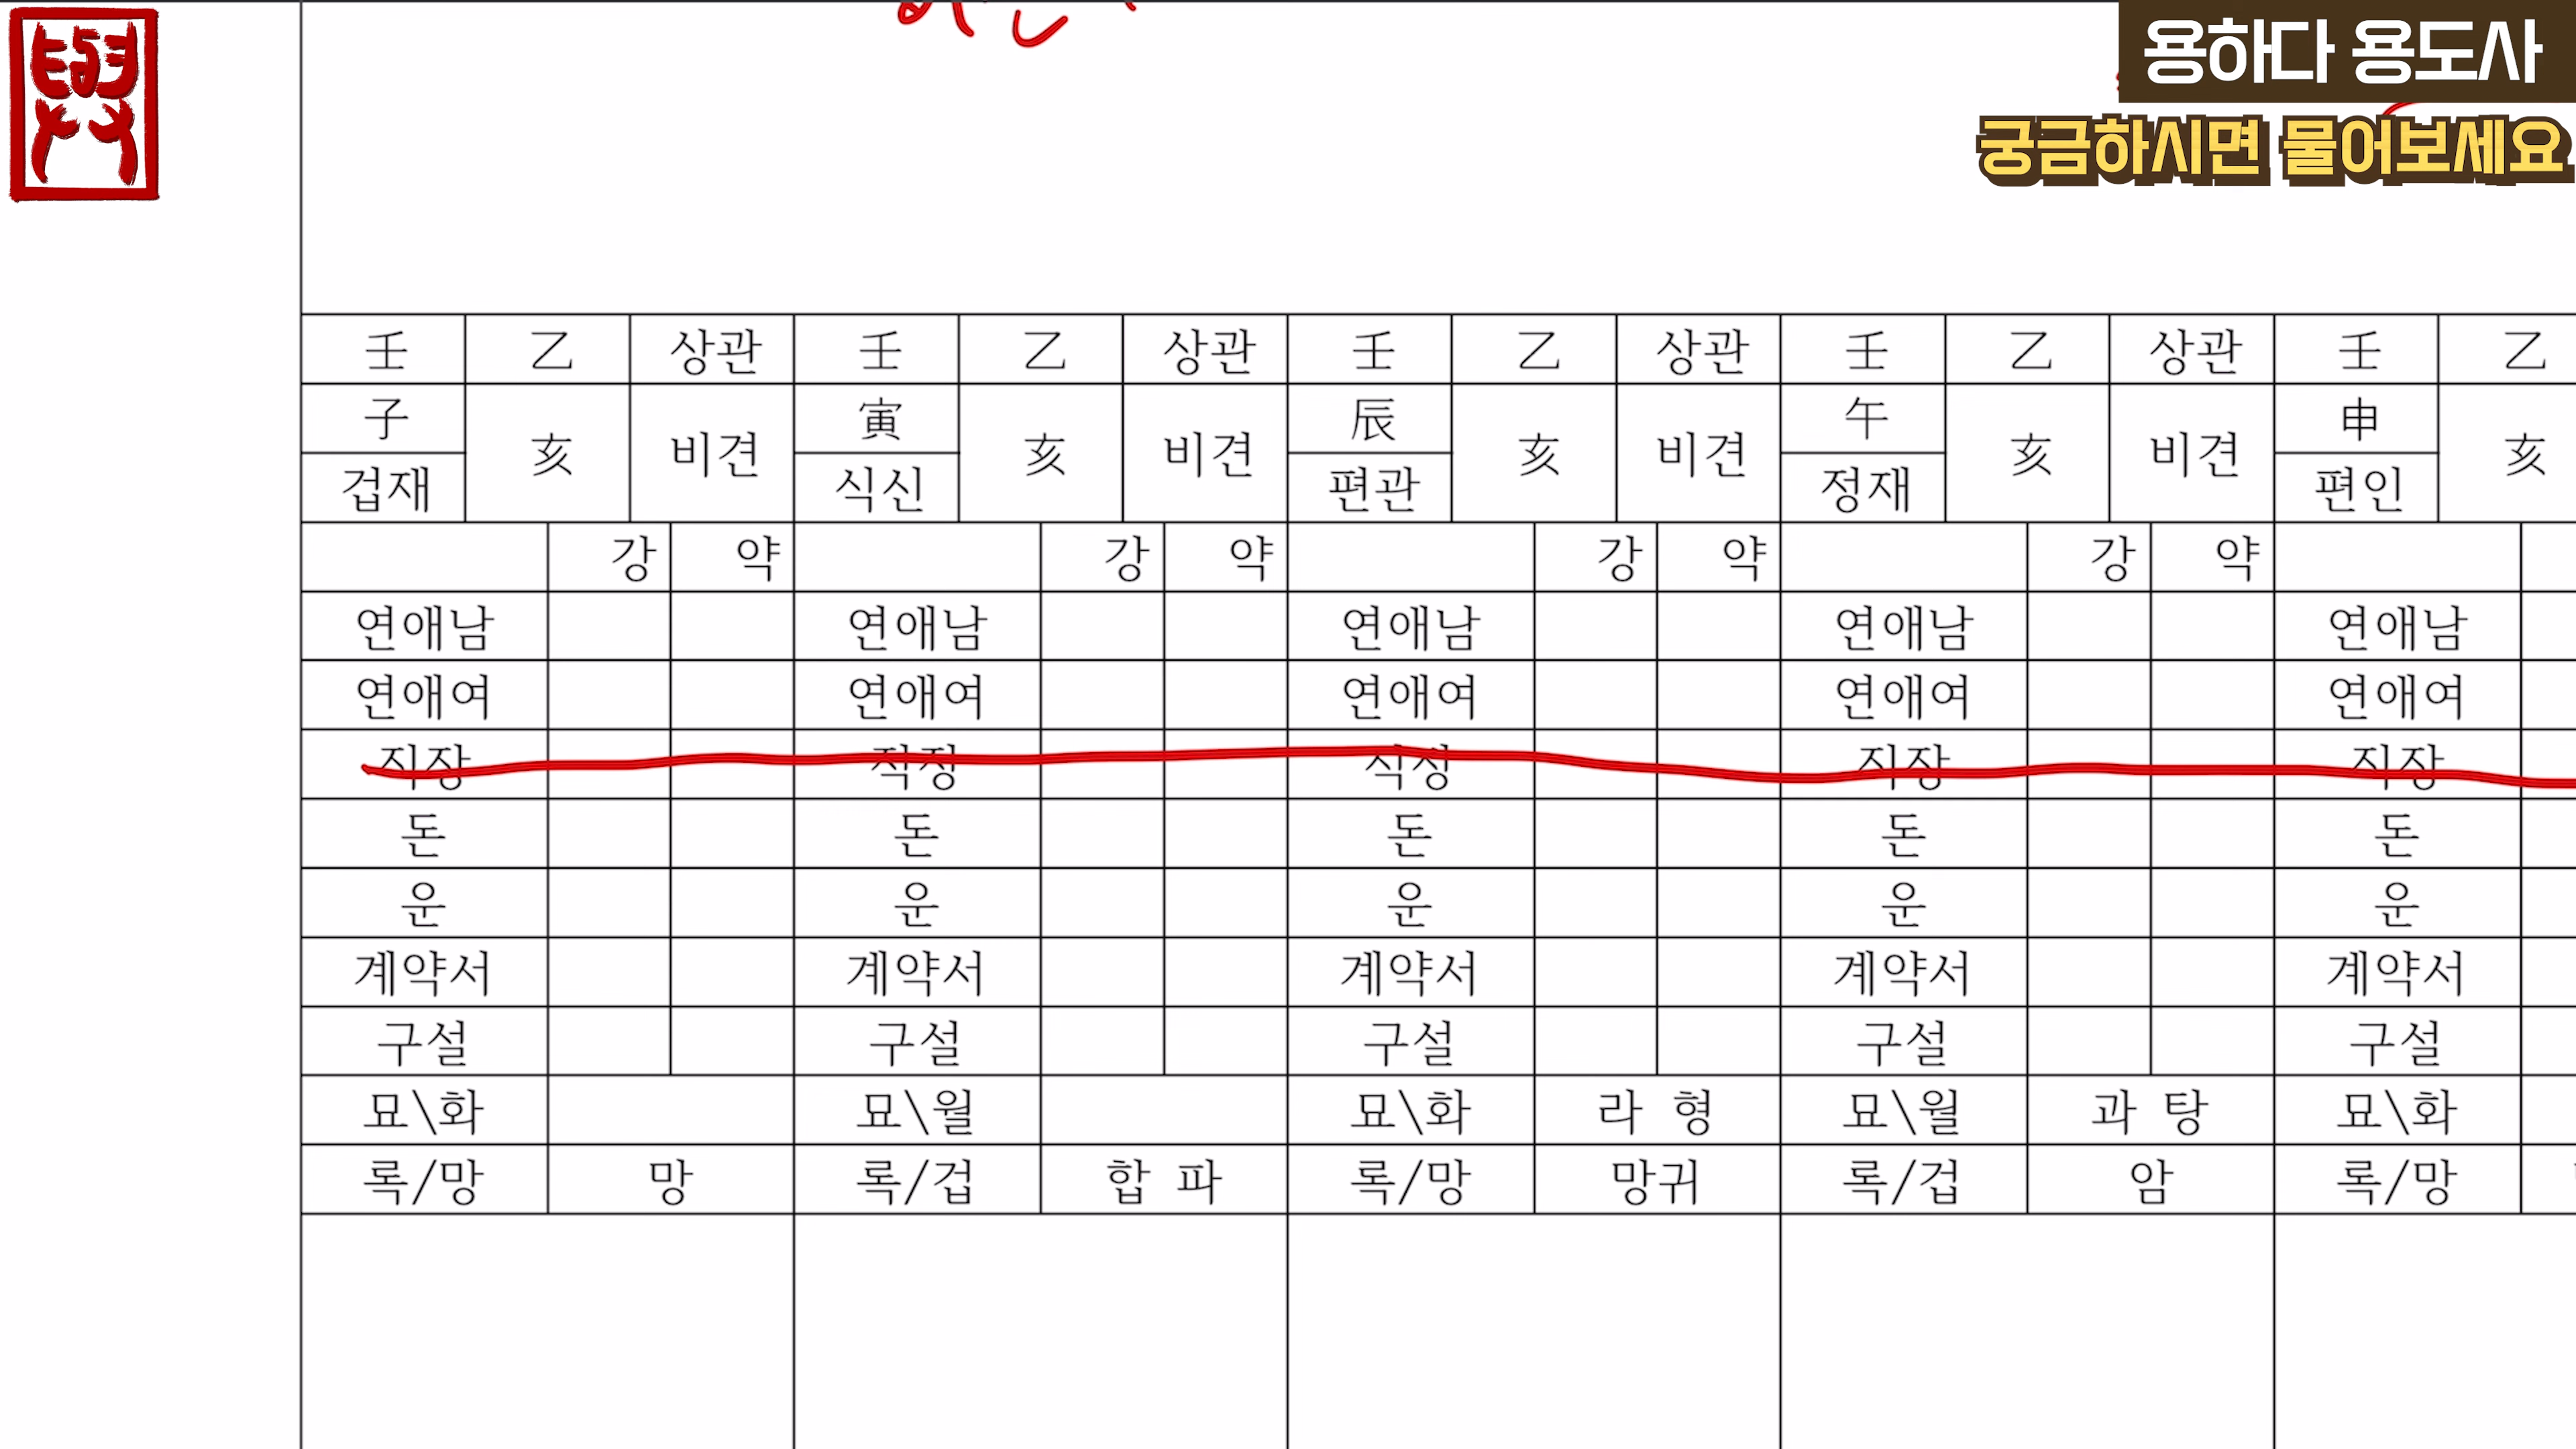 용하다 용도사
궁금하시면 물어보세요
壬 乙 상관 壬 乙 상관 壬 乙 상관 壬 乙 상관 壬 乙
子 亥 비견 寅 亥 비견 辰 亥 비견 午 亥 비견 申 亥
겁재 식신 편관 정재 편인
강 약 강 약 강 약 강 약
연애남 연애남 연애남 연애남 연애남
연애여 연애여 연애여 연애여 연애여
직장 직장 직장 직장 직장
돈 돈 돈 돈 돈
운 운 운 운 운
계약서 계약서 계약서 계약서 계약서
구설 구설 구설 구설 구설
묘\화 묘\월 묘\화 라 형 묘\월 과 탕 묘\화
록/망 망 록/겁 합 파 록/망 망귀 록/겁 암 록/망